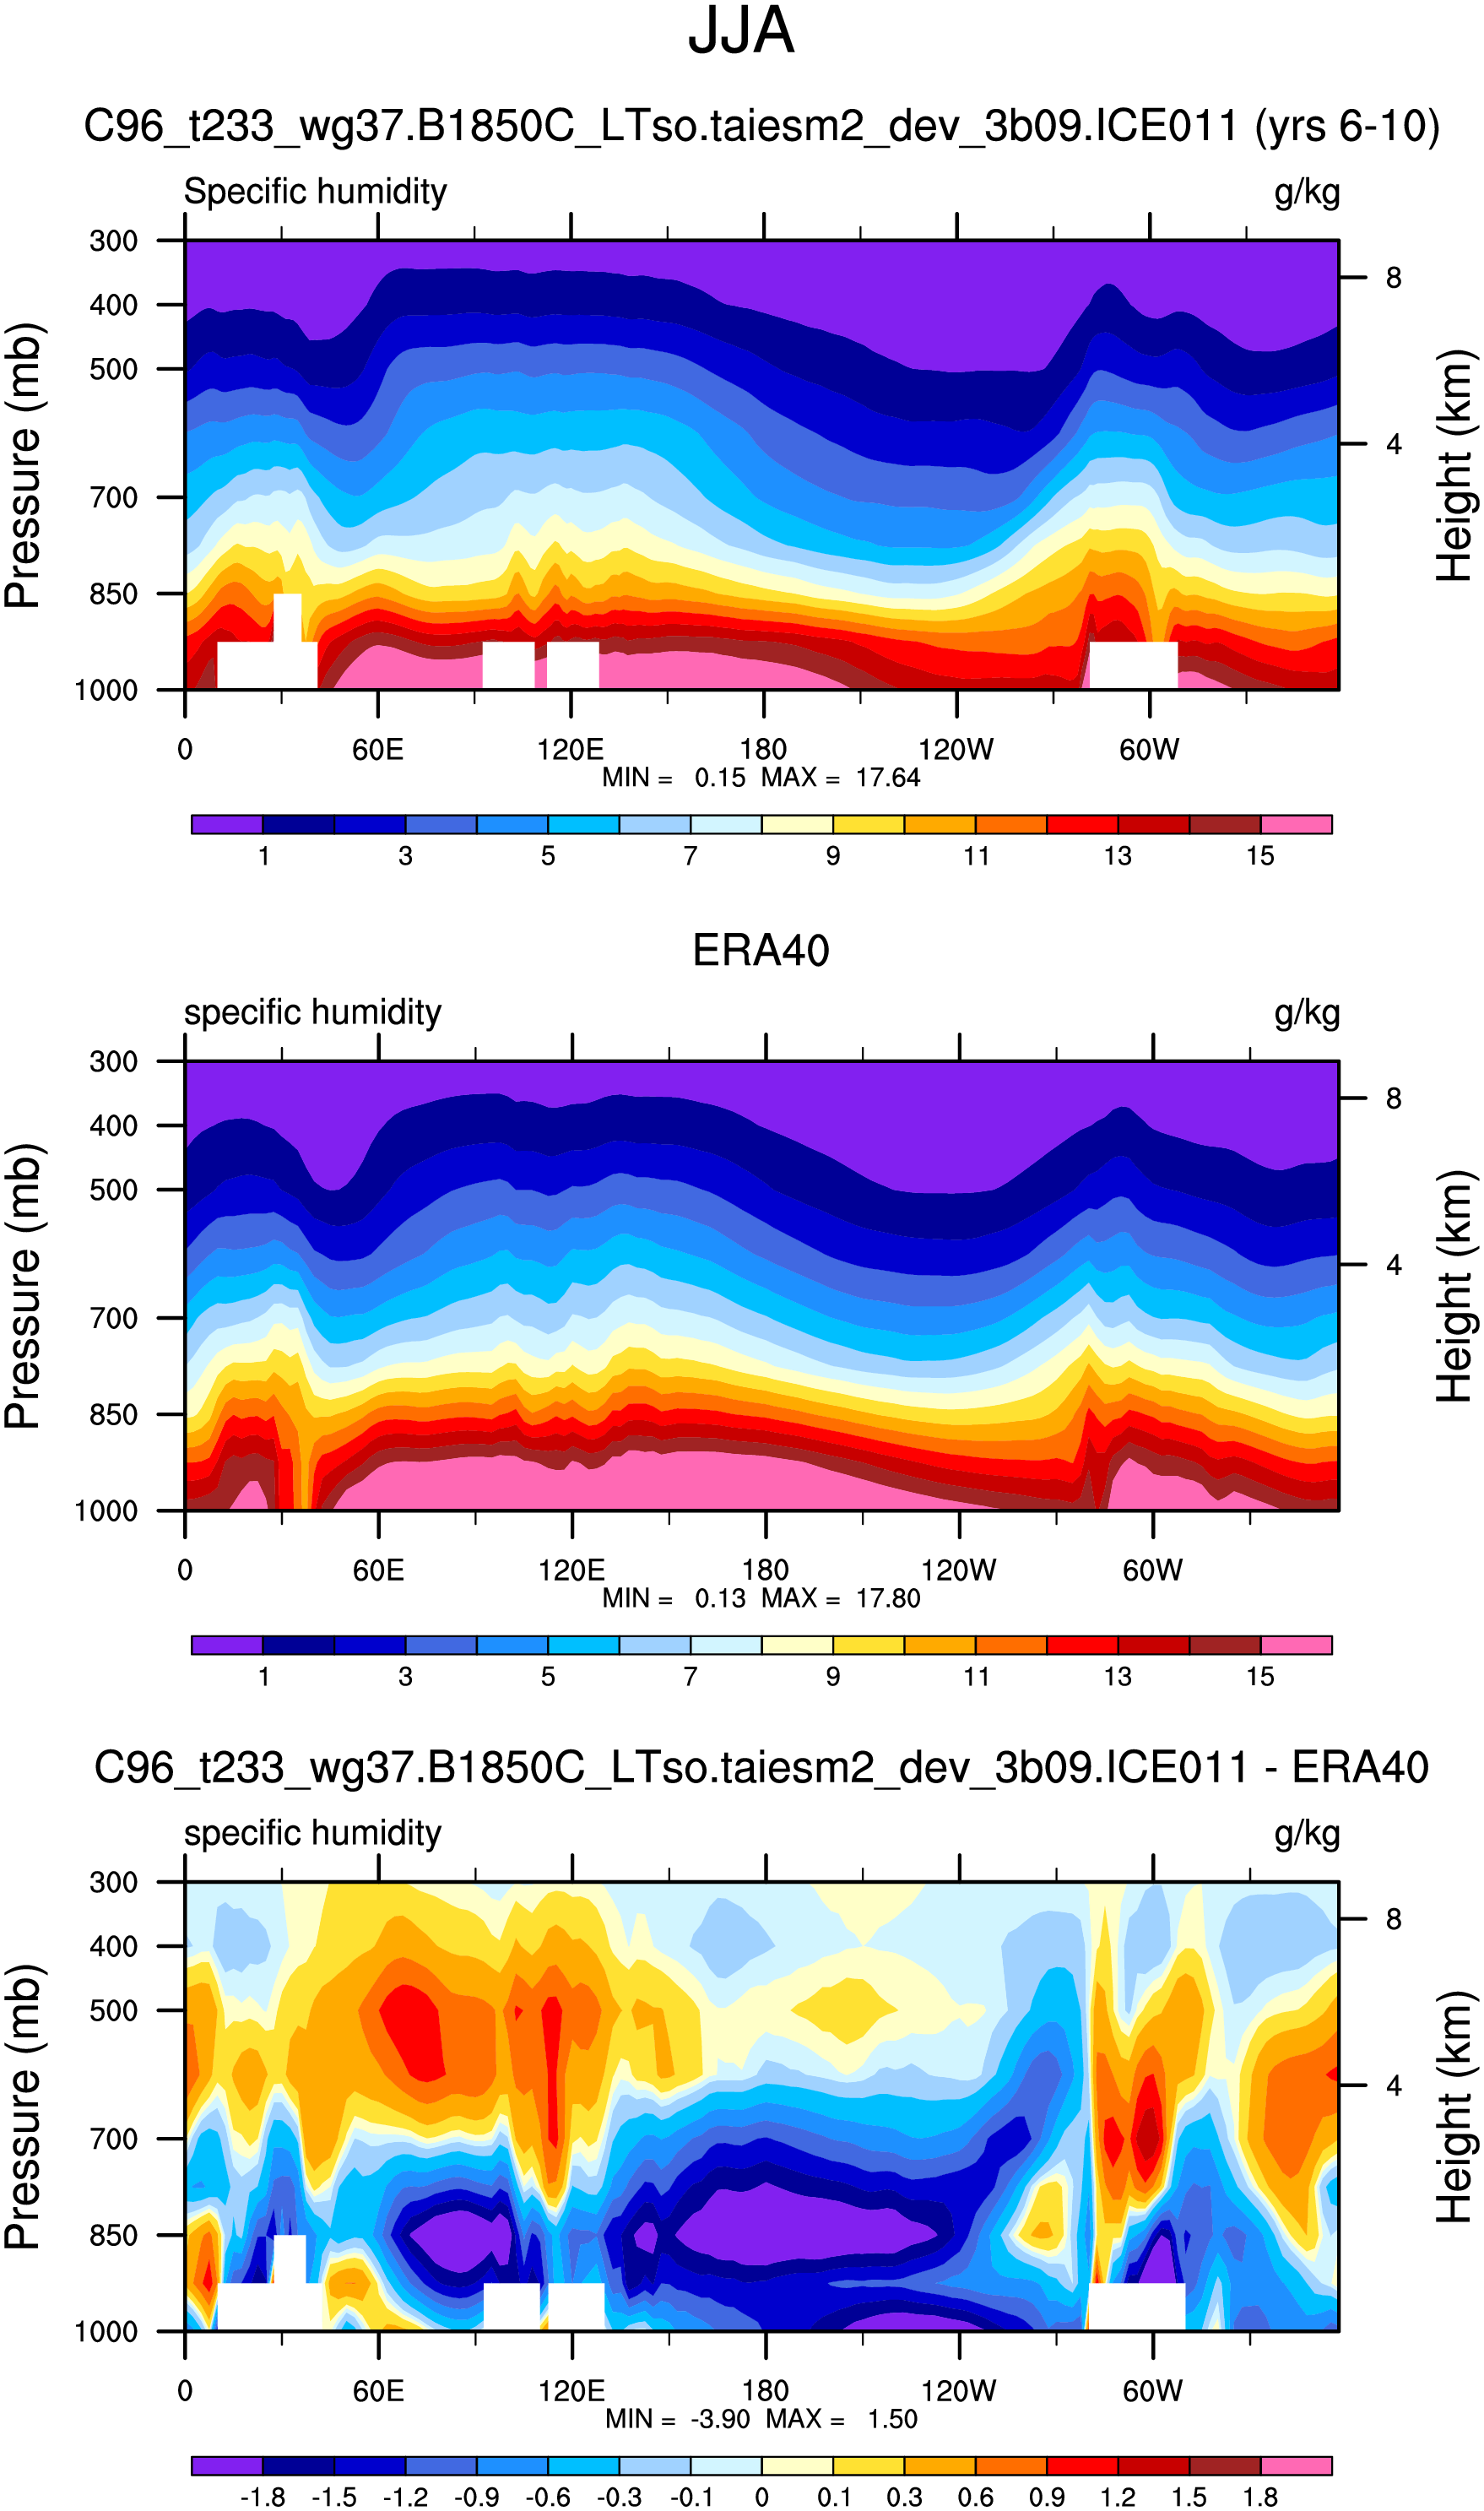 JJA
C96_t233_wg37.B1850C_LTso.taiesm2_dev_3b09.ICE011 (yrs 6-10)
Specific humidity g/kg
Pressure (mb)
300
400
500
700
850
1000
8
4
Height (km)
0 60E 120E 180 120W 60W
MIN = 0.15 MAX = 17.64
1 3 5 7 9 11 13 15
ERA40
specific humidity g/kg
Pressure (mb)
300
400
500
700
850
1000
8
4
Height (km)
0 60E 120E 180 120W 60W
MIN = 0.13 MAX = 17.80
1 3 5 7 9 11 13 15
C96_t233_wg37.B1850C_LTso.taiesm2_dev_3b09.ICE011 - ERA40
specific humidity g/kg
Pressure (mb)
300
400
500
700
850
1000
8
4
Height (km)
0 60E 120E 180 120W 60W
MIN = -3.90 MAX = 1.50
-1.8 -1.5 -1.2 -0.9 -0.6 -0.3 -0.1 0 0.1 0.3 0.6 0.9 1.2 1.5 1.8